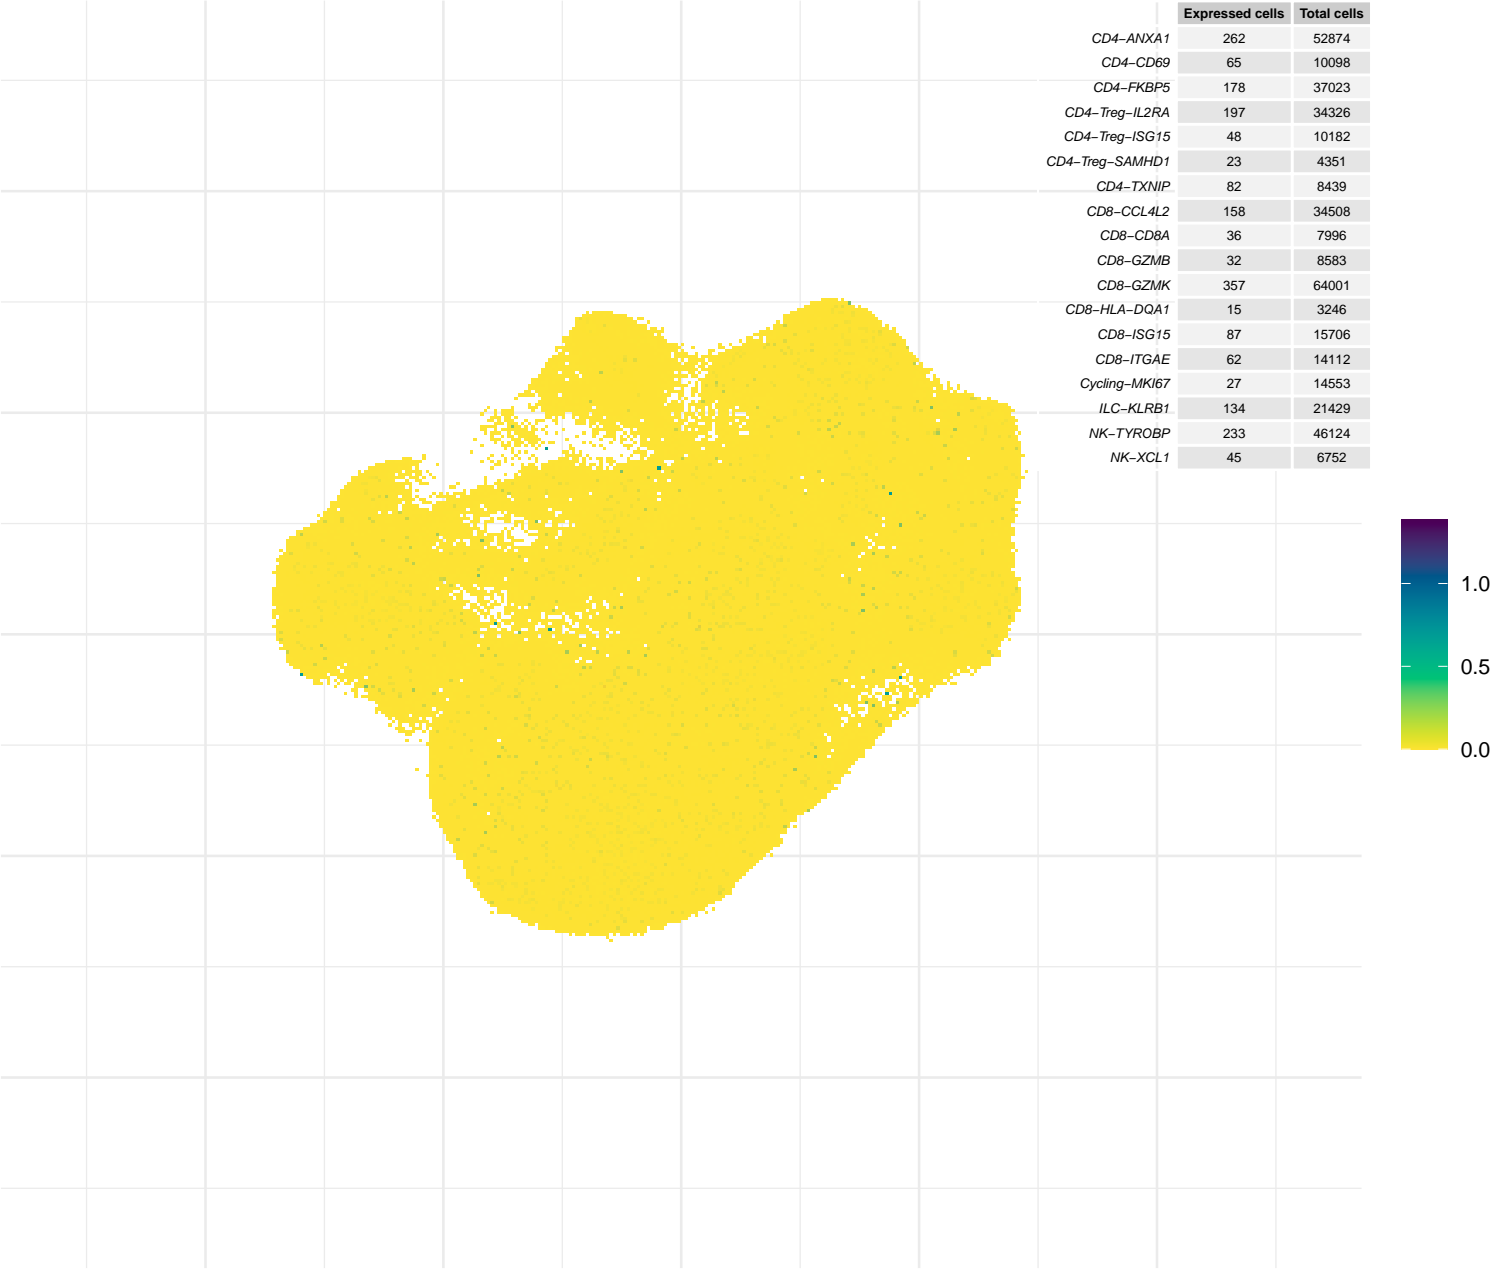 Expressed cells Total cells
CD4−ANXA1 262 52874
CD4−CD69 65 10098
CD4−FKBP5 178 37023
CD4−Treg−IL2RA 197 34326
CD4−Treg−ISG15 48 10182
CD4−Treg−SAMHD1 23 4351
CD4−TXNIP 82 8439
CD8−CCL4L2 158 34508
CD8−CD8A 36 7996
CD8−GZMB 32 8583
CD8−GZMK 357 64001
CD8−HLA−DQA1 15 3246
CD8−ISG15 87 15706
CD8−ITGAE 62 14112
Cycling−MKI67 27 14553
ILC−KLRB1 134 21429
NK−TYROBP 233 46124
NK−XCL1 45 6752
1.0
0.5
0.0